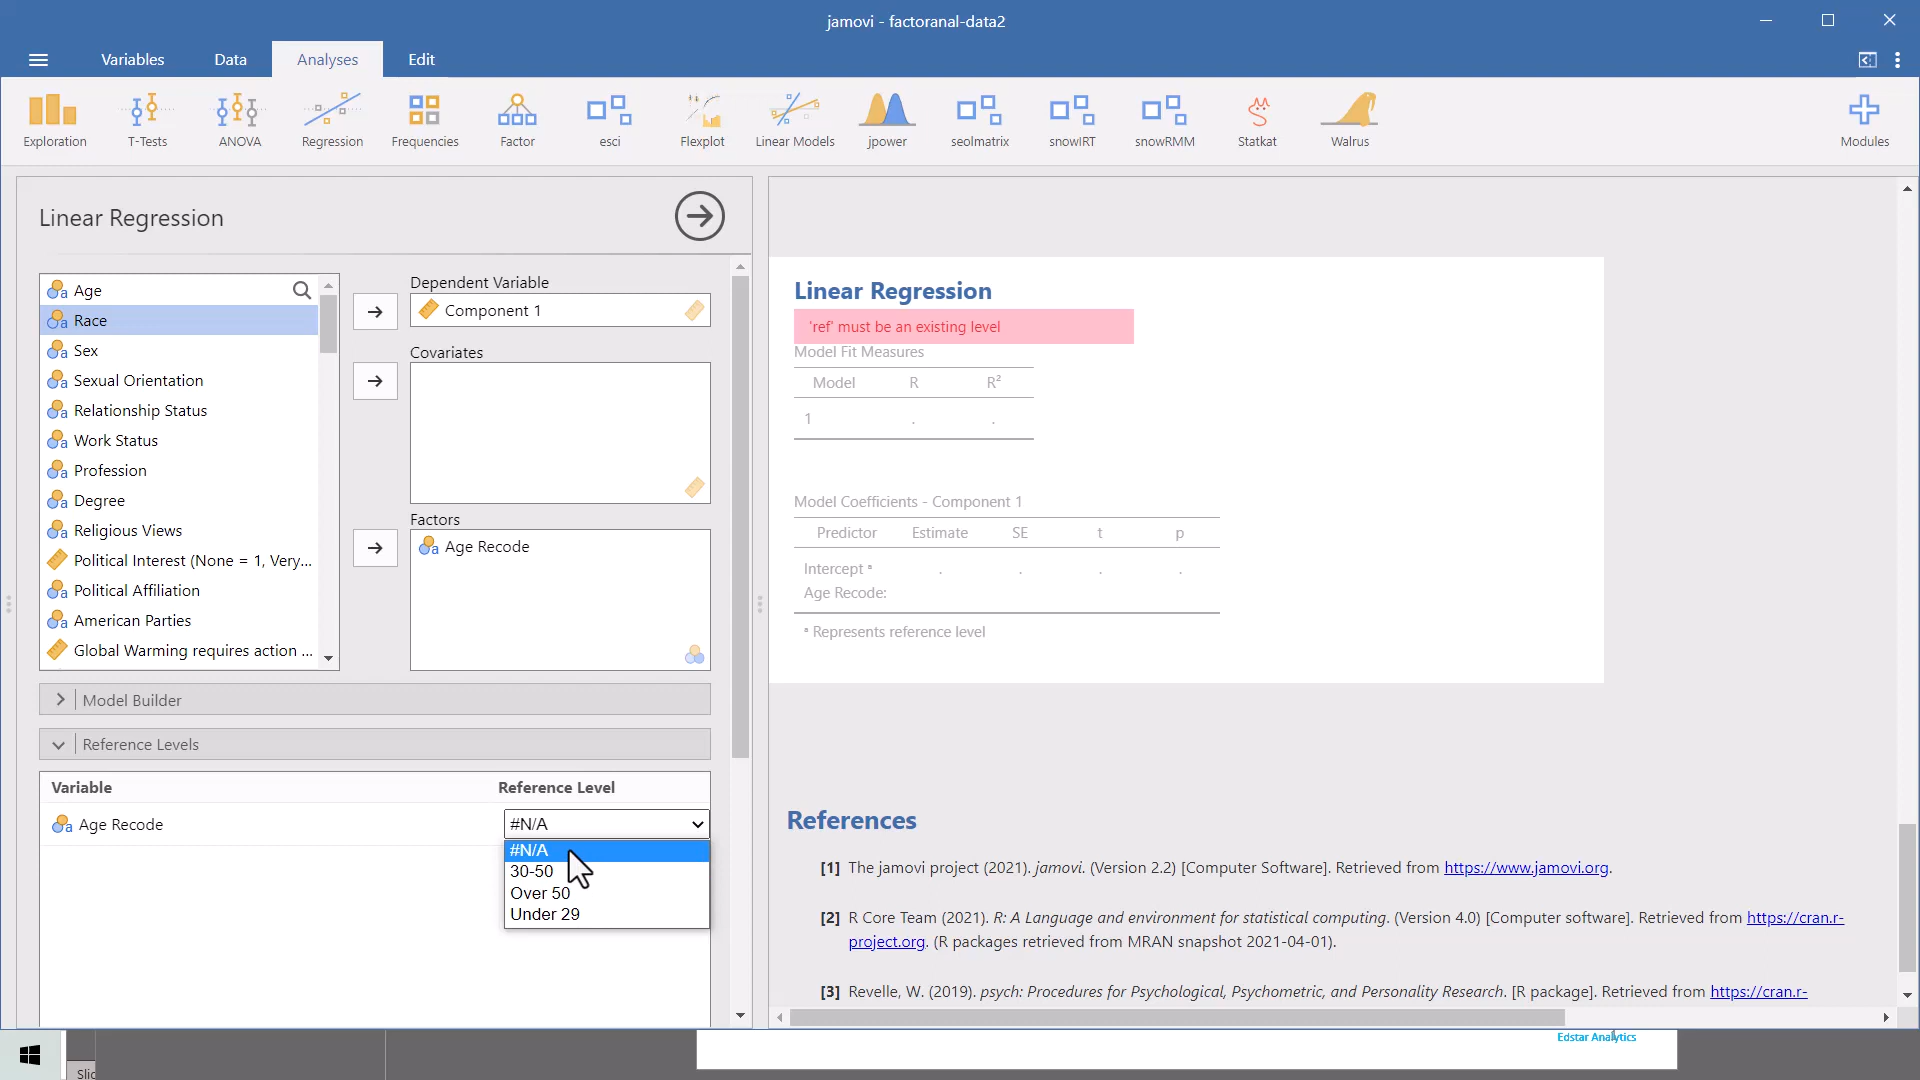 jamovi - factoranal-data2
Variables
Data
Analyses
Edit
Exploration
T-Tests
ANOVA
Regression
Frequencies
Factor
esci
Flexplot
Linear Models
jpower
seolmatrix
snowIRT
snowRMM
Statkat
Walrus
Modules
Linear Regression
Age
Race
Sex
Sexual Orientation
Relationship Status
Work Status
Profession
Degree
Religious Views
Political Interest (None = 1, Very...
Political Affiliation
American Parties
Global Warming requires action ...
Dependent Variable
Component 1
Covariates
Factors
Age Recode
Model Builder
Reference Levels
Variable Reference Level
Age Recode #N/A
#N/A
30-50
Over 50
Under 29
Linear Regression
'ref' must be an existing level
Model Fit Measures
Model R R²
1 . .
Model Coefficients - Component 1
Predictor Estimate SE t p
Intercept ª . . . .
Age Recode:
ª Represents reference level
References
[1] The jamovi project (2021). jamovi. (Version 2.2) [Computer Software]. Retrieved from https://www.jamovi.org.
[2] R Core Team (2021). R: A Language and environment for statistical computing. (Version 4.0) [Computer software]. Retrieved from https://cran.r-
project.org. (R packages retrieved from MRAN snapshot 2021-04-01).
[3] Revelle, W. (2019). psych: Procedures for Psychological, Psychometric, and Personality Research. [R package]. Retrieved from https://cran.r-
Edstar Analytics
Slic